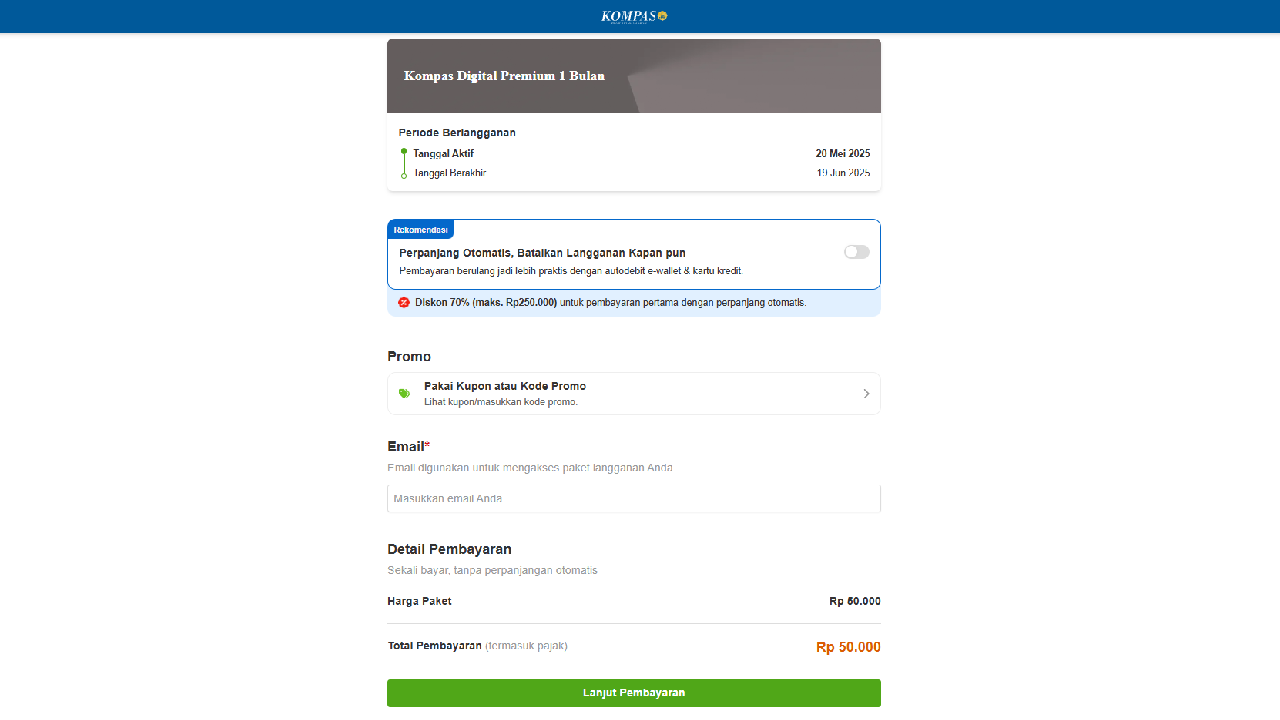 KOMPAS
Kompas Digital Premium 1 Bulan
Periode Berlangganan
Tanggal Aktif 20 Mei 2025
Tanggal Berakhir 19 Jun 2025
Rekomendasi
Perpanjang Otomatis, Batalkan Langganan Kapan pun
Pembayaran berulang jadi lebih praktis dengan autodebit e-wallet & kartu kredit.
Diskon 70% (maks. Rp250.000) untuk pembayaran pertama dengan perpanjang otomatis.
Promo
Pakai Kupon atau Kode Promo
Lihat kupon/masukkan kode promo.
Email*
Email digunakan untuk mengakses paket langganan Anda
Masukkan email Anda
Detail Pembayaran
Sekali bayar, tanpa perpanjangan otomatis
Harga Paket Rp 50.000
Total Pembayaran (termasuk pajak) Rp 50.000
Lanjut Pembayaran